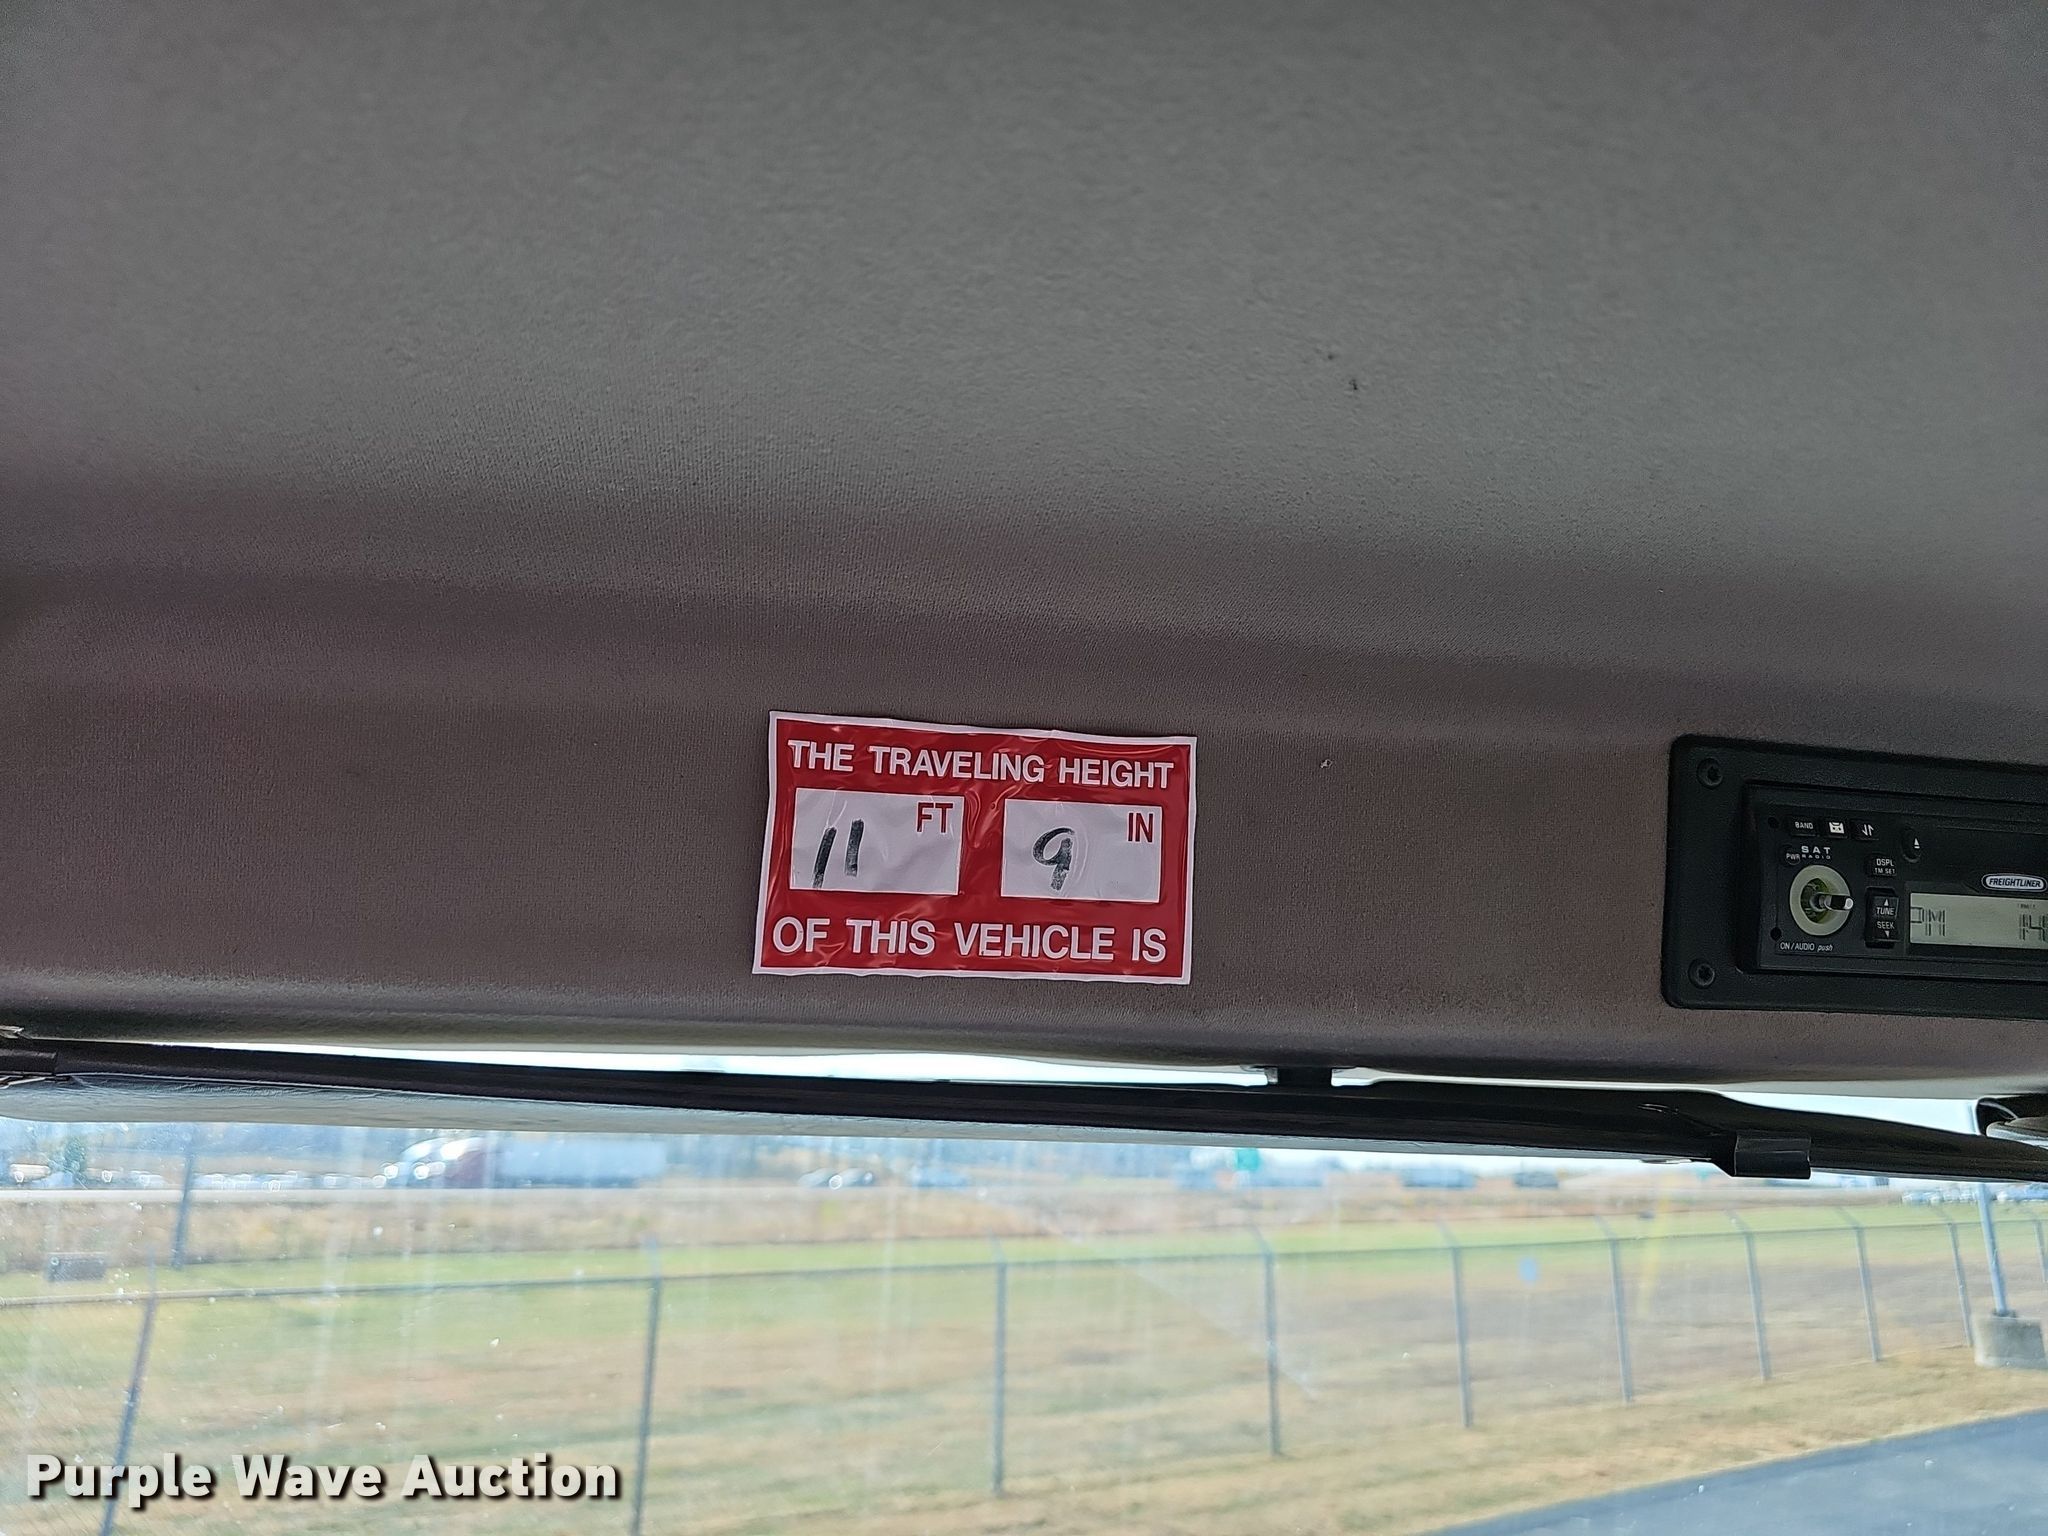 THE TRAVELING HEIGHT
FT IN
11 9
OF THIS VEHICLE IS
BAND
SAT
RADIO
PWR
DSPL
TM SET
FREIGHTLINER
TUNE
SEEK
ON/AUDIO push
Purple Wave Auction